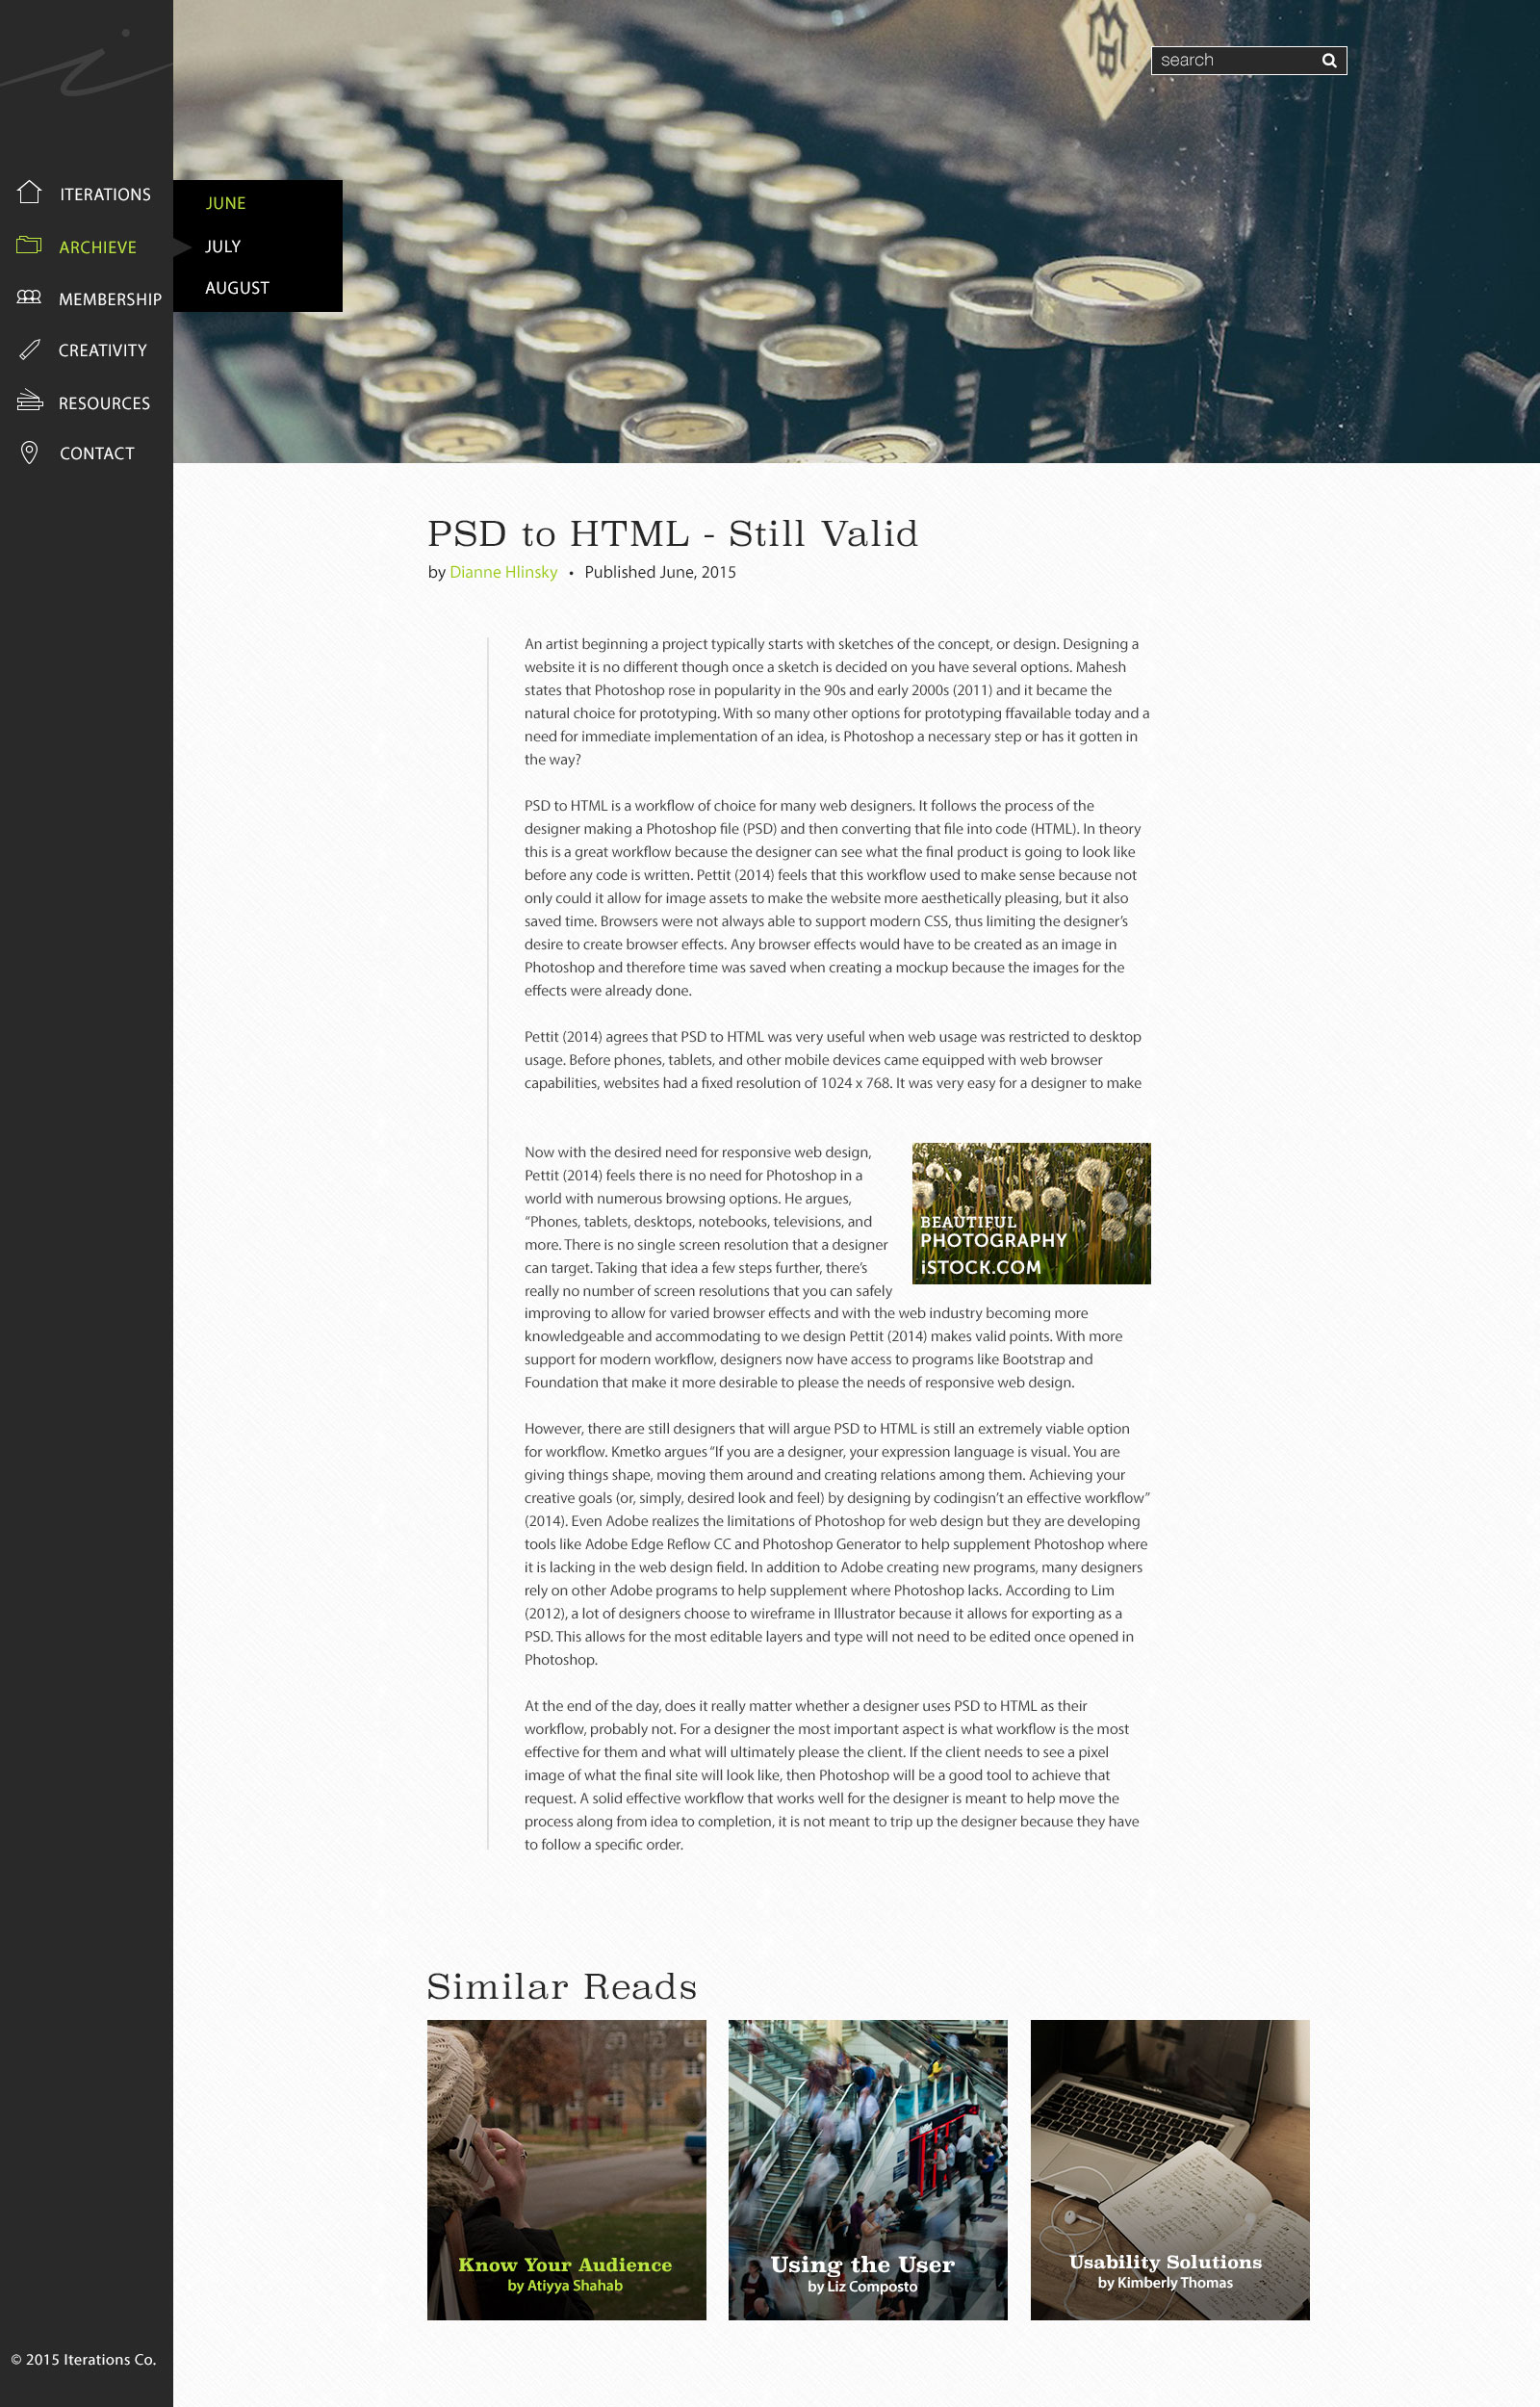 search
ITERATIONS
ARCHIEVE
MEMBERSHIP
CREATIVITY
RESOURCES
CONTACT
JUNE
JULY
AUGUST
PSD to HTML - Still Valid
by Dianne Hlinsky • Published June, 2015
An artist beginning a project typically starts with sketches of the concept, or design. Designing a
website it is no different though once a sketch is decided on you have several options. Mahesh
states that Photoshop rose in popularity in the 90s and early 2000s (2011) and it became the
natural choice for prototyping. With so many other options for prototyping ffavailable today and a
need for immediate implementation of an idea, is Photoshop a necessary step or has it gotten in
the way?
PSD to HTML is a workflow of choice for many web designers. It follows the process of the
designer making a Photoshop file (PSD) and then converting that file into code (HTML). In theory
this is a great workflow because the designer can see what the final product is going to look like
before any code is written. Pettit (2014) feels that this workflow used to make sense because not
only could it allow for image assets to make the website more aesthetically pleasing, but it also
saved time. Browsers were not always able to support modern CSS, thus limiting the designer’s
desire to create browser effects. Any browser effects would have to be created as an image in
Photoshop and therefore time was saved when creating a mockup because the images for the
effects were already done.
Pettit (2014) agrees that PSD to HTML was very useful when web usage was restricted to desktop
usage. Before phones, tablets, and other mobile devices came equipped with web browser
capabilities, websites had a fixed resolution of 1024 x 768. It was very easy for a designer to make
Now with the desired need for responsive web design,
Pettit (2014) feels there is no need for Photoshop in a
world with numerous browsing options. He argues,
“Phones, tablets, desktops, notebooks, televisions, and
more. There is no single screen resolution that a designer
can target. Taking that idea a few steps further, there’s
really no number of screen resolutions that you can safely
BEAUTIFUL
PHOTOGRAPHY
iSTOCK.COM
improving to allow for varied browser effects and with the web industry becoming more
knowledgeable and accommodating to we design Pettit (2014) makes valid points. With more
support for modern workflow, designers now have access to programs like Bootstrap and
Foundation that make it more desirable to please the needs of responsive web design.
However, there are still designers that will argue PSD to HTML is still an extremely viable option
for workflow. Kmetko argues “If you are a designer, your expression language is visual. You are
giving things shape, moving them around and creating relations among them. Achieving your
creative goals (or, simply, desired look and feel) by designing by codingisn’t an effective workflow”
(2014). Even Adobe realizes the limitations of Photoshop for web design but they are developing
tools like Adobe Edge Reflow CC and Photoshop Generator to help supplement Photoshop where
it is lacking in the web design field. In addition to Adobe creating new programs, many designers
rely on other Adobe programs to help supplement where Photoshop lacks. According to Lim
(2012), a lot of designers choose to wireframe in Illustrator because it allows for exporting as a
PSD. This allows for the most editable layers and type will not need to be edited once opened in
Photoshop.
At the end of the day, does it really matter whether a designer uses PSD to HTML as their
workflow, probably not. For a designer the most important aspect is what workflow is the most
effective for them and what will ultimately please the client. If the client needs to see a pixel
image of what the final site will look like, then Photoshop will be a good tool to achieve that
request. A solid effective workflow that works well for the designer is meant to help move the
process along from idea to completion, it is not meant to trip up the designer because they have
to follow a specific order.
Similar Reads
Know Your Audience
by Atiyya Shahab
Using the User
by Liz Composto
Usability Solutions
by Kimberly Thomas
© 2015 Iterations Co.